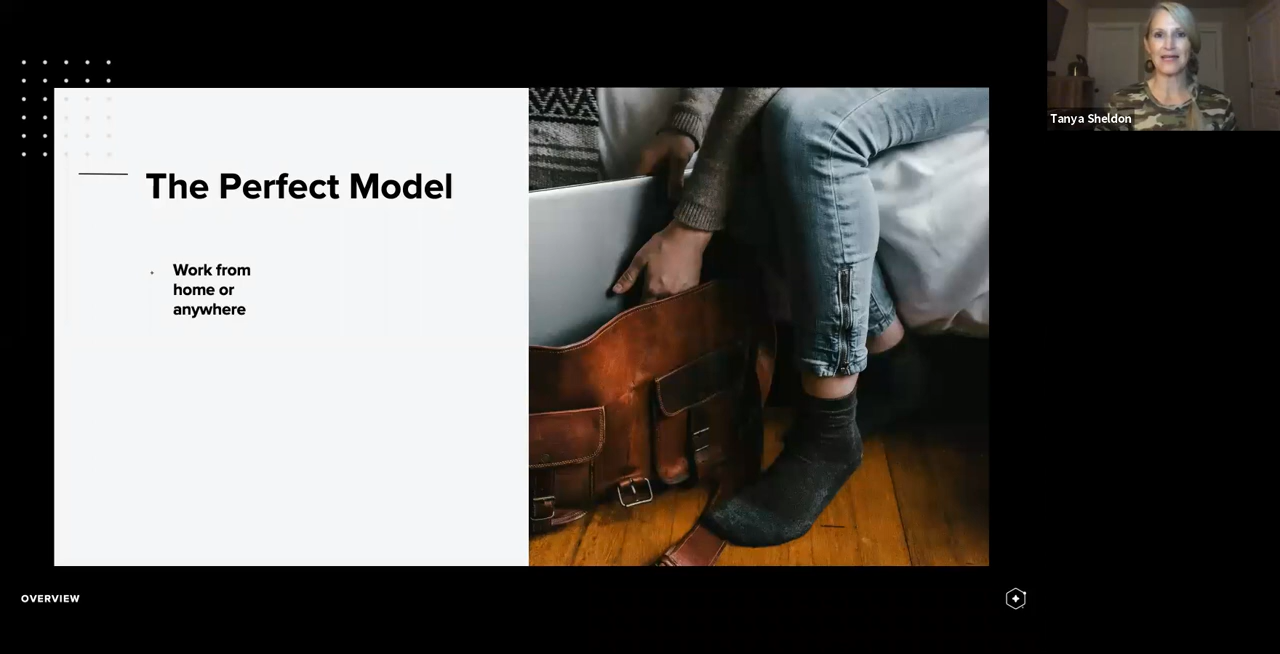 Tanya Sheldon
The Perfect Model
Work from
home or
anywhere
OVERVIEW